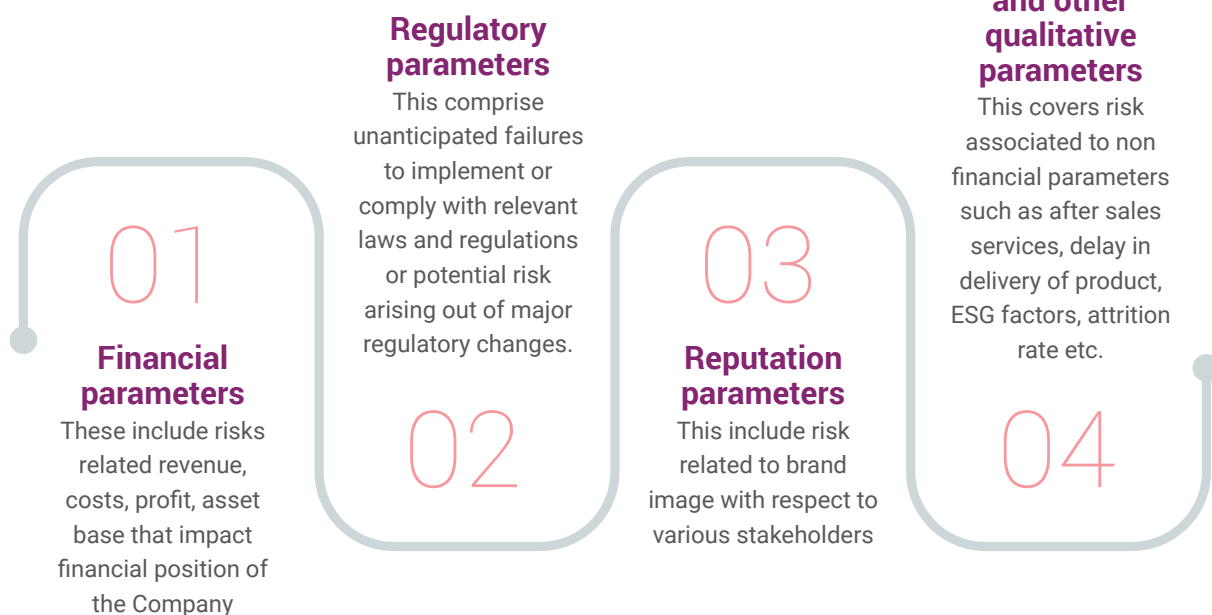 01
Financial
parameters
These include risks
related revenue,
costs, profit, asset
base that impact
financial position of
the Company
Regulatory
parameters
This comprise
unanticipated failures
to implement or
comply with relevant
laws and regulations
or potential risk
arising out of major
regulatory changes.
02
03
Reputation
parameters
This include risk
related to brand
image with respect to
various stakeholders
and other
qualitative
parameters
This covers risk
associated to non
financial parameters
such as after sales
services, delay in
delivery of product,
ESG factors, attrition
rate etc.
04